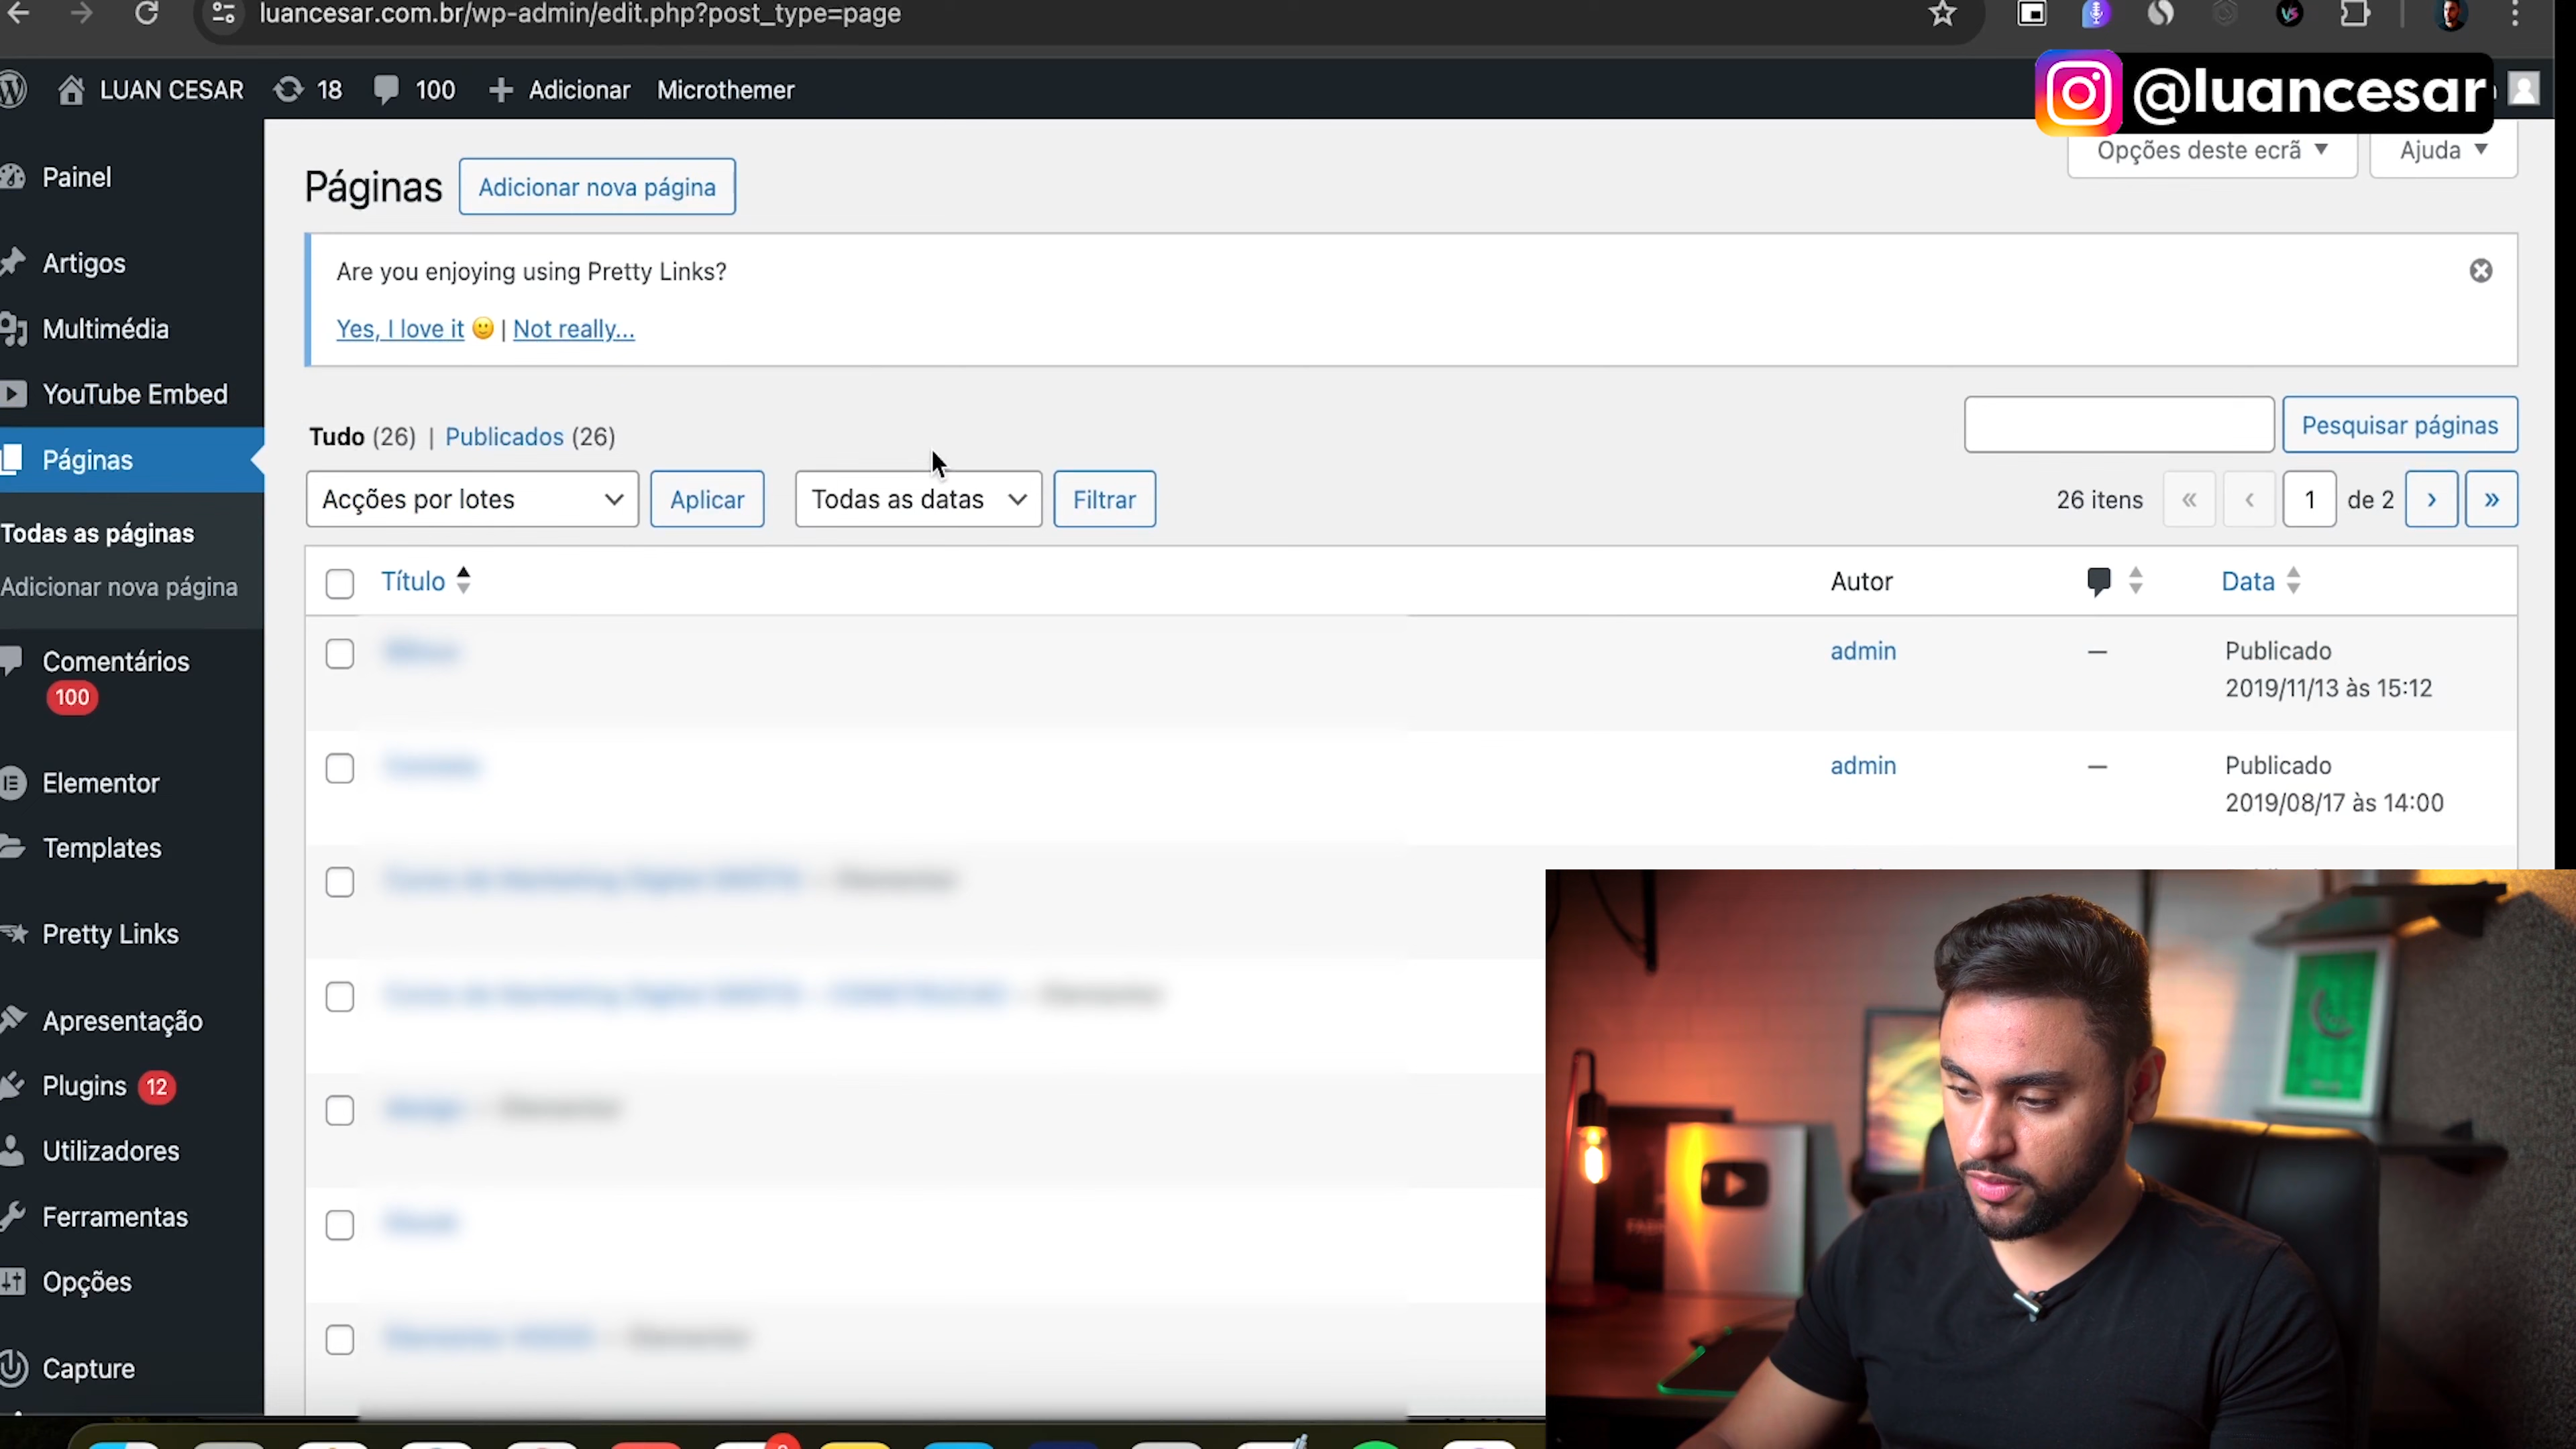 luancesar.com.br/wp-admin/edit.php?post_type=page
LUAN CESAR 18 100 Adicionar Microthemer
@luancesar
Opções deste ecrã Ajuda
Painel
Artigos
Multimédia
YouTube Embed
Páginas
Todas as páginas
Adicionar nova página
Comentários
100
Elementor
Templates
Pretty Links
Apresentação
Plugins 12
Utilizadores
Ferramentas
Opções
Capture
Páginas Adicionar nova página
Are you enjoying using Pretty Links?
Yes, I love it | Not really...
Tudo (26) | Publicados (26)
Pesquisar páginas
Acções por lotes Aplicar Todas as datas Filtrar 26 itens « ‹ 1 de 2 › »
Título Autor Data
admin — Publicado
2019/11/13 às 15:12
admin — Publicado
2019/08/17 às 14:00